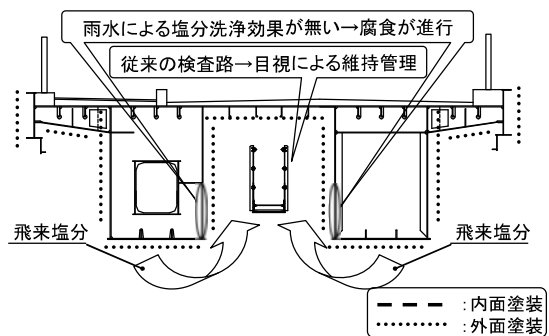 雨水による塩分洗浄効果が無い→腐食が進行
従来の検査路→目視による維持管理
飛来塩分
飛来塩分
:内面塗装
:外面塗装